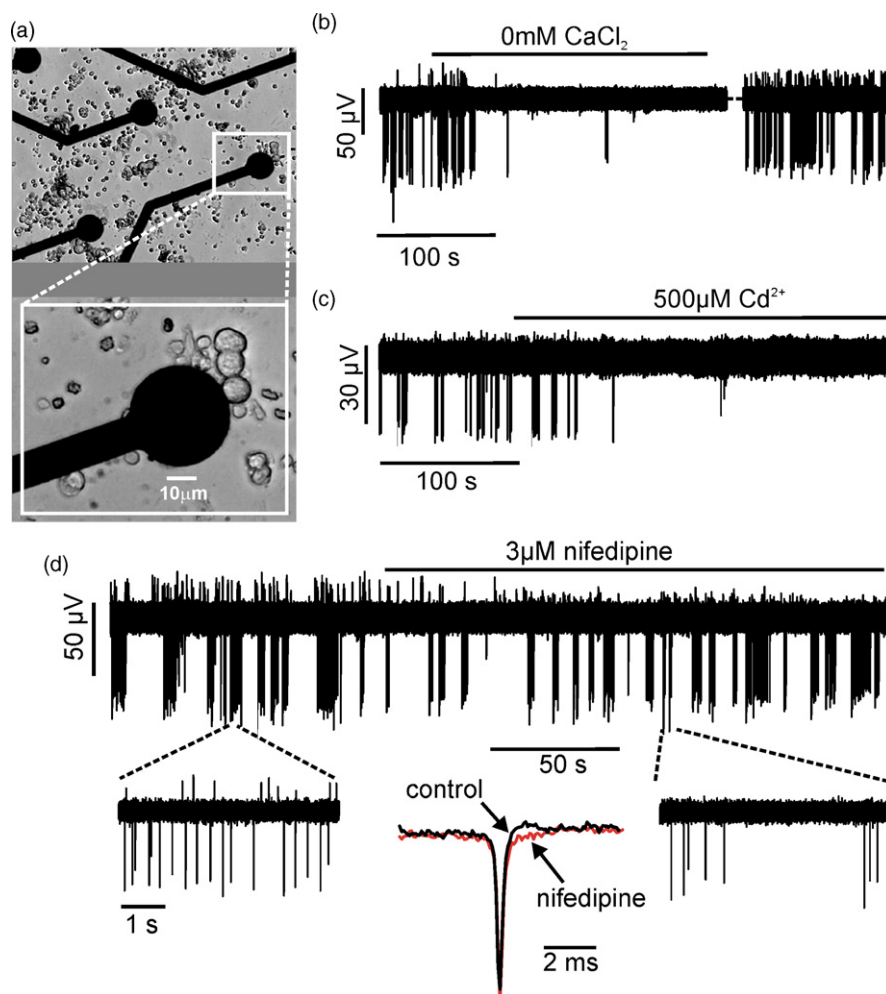 (a)
10µm
(b)
0mM CaCl₂
50 µV
100 s
(c)
500µM Cd²⁺
30 µV
100 s
(d)
3µM nifedipine
50 µV
50 s
control
nifedipine
1 s
2 ms